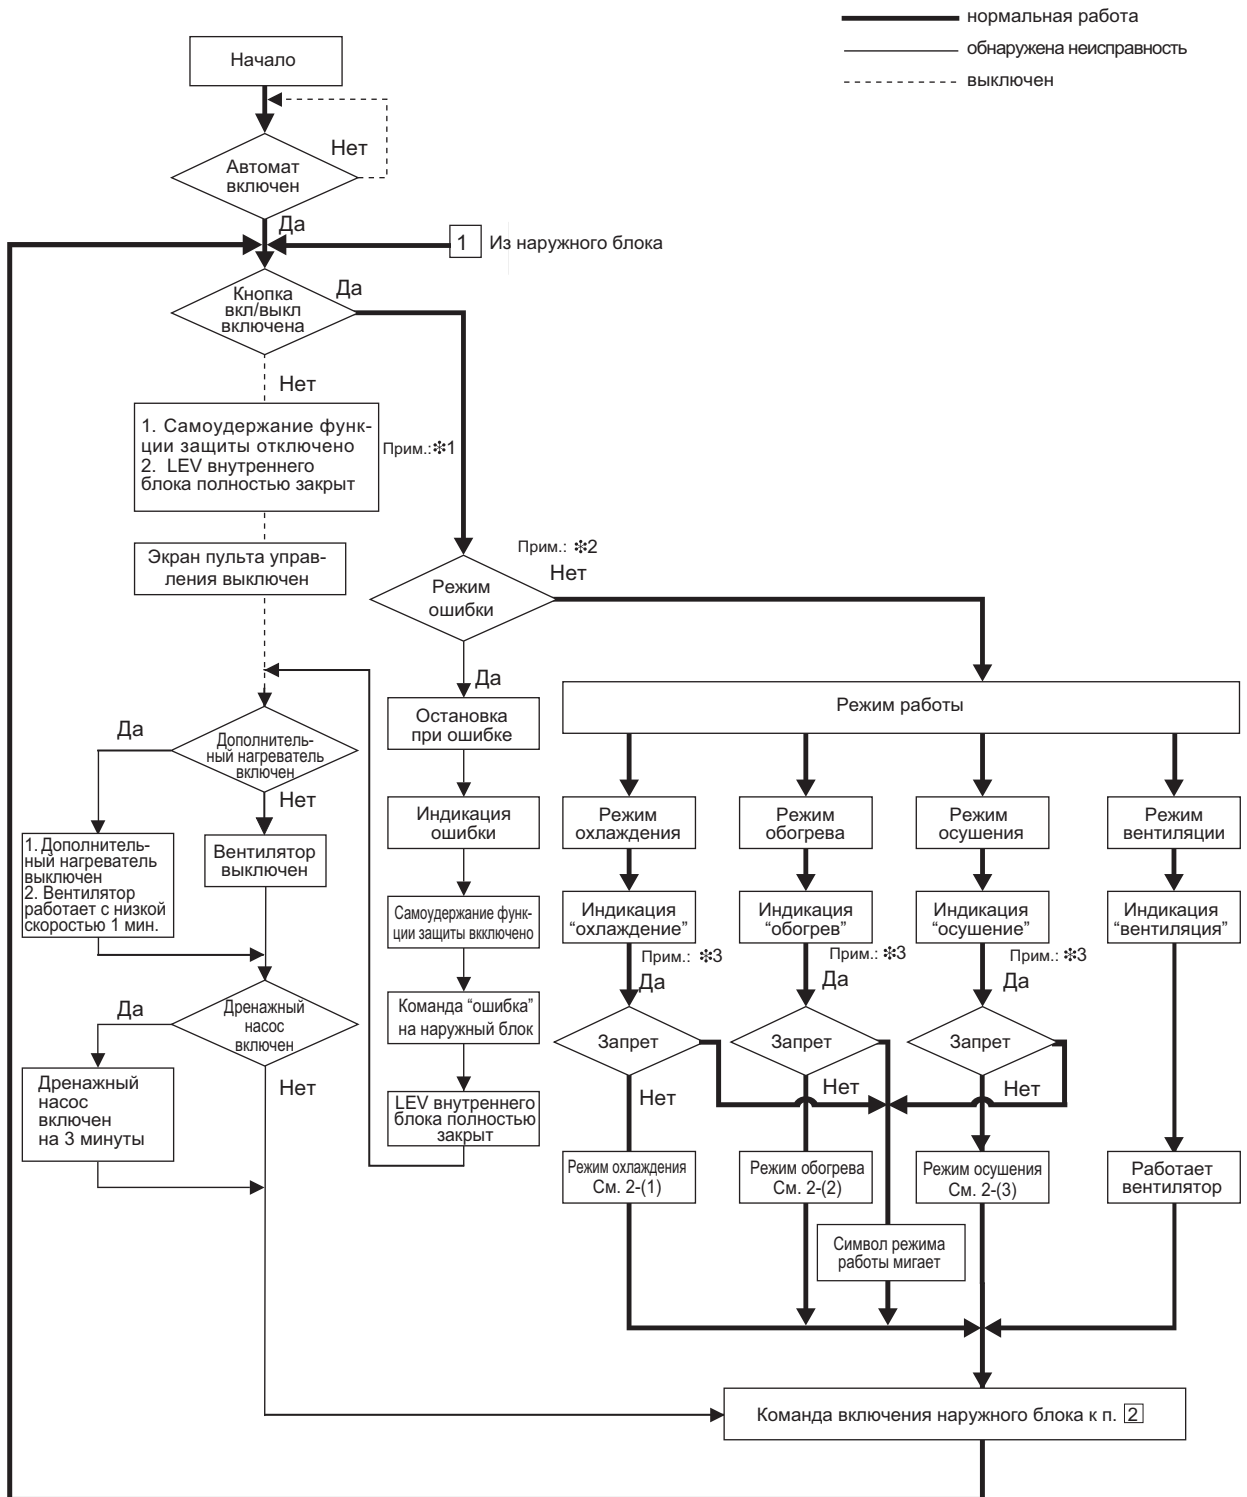 нормальная работа
обнаружена неисправность
выключен
Начало
Нет
Автомат
включен
Да
1 Из наружного блока
Кнопка
вкл/выкл
включена
Да
Нет
1. Самоудержание функ-
ции защиты отключено
2. LEV внутреннего
блока полностью закрыт
Прим.:✻1
Экран пульта управ-
ления выключен
Прим.: ✻2
Нет
Режим
ошибки
Да
Остановка
при ошибке
Режим работы
Да
Дополнитель-
ный нагреватель
включен
Нет
Индикация
ошибки
Режим
охлаждения
Режим
обогрева
Режим
осушения
Режим
вентиляции
1. Дополнитель-
ный нагреватель
выключен
2. Вентилятор
работает с низкой
скоростью 1 мин.
Вентилятор
выключен
Самоудержание функ-
ции защиты вкключено
Индикация
“охлаждение”
Индикация
“обогрев”
Индикация
“осушение”
Индикация
“вентиляция”
Прим.: ✻3
Да
Прим.: ✻3
Да
Прим.: ✻3
Да
Да
Дренажный
насос
включен
Нет
Команда “ошибка”
на наружный блок
Запрет
Запрет
Запрет
Нет
Нет
Нет
Дренажный
насос
включен
на 3 минуты
LEV внутреннего
блока полностью
закрыт
Режим охлаждения
См. 2-(1)
Режим обогрева
См. 2-(2)
Режим осушения
См. 2-(3)
Работает
вентилятор
Символ режима
работы мигает
Команда включения наружного блока к п. 2